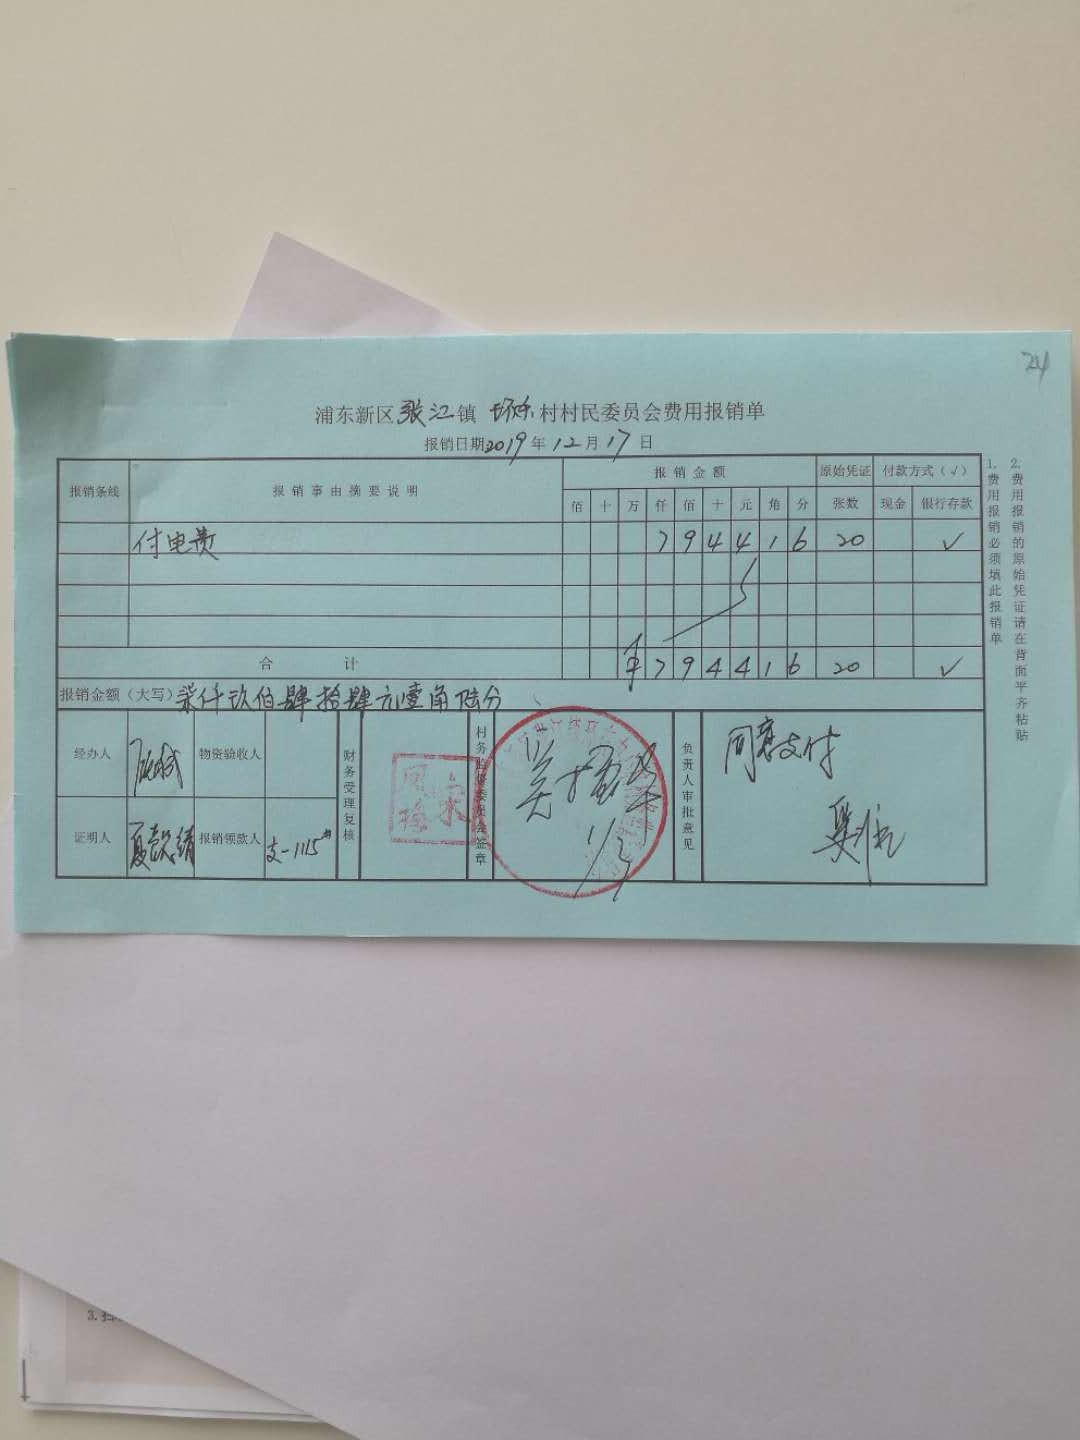 24
浦东新区张江镇 环东村村民委员会费用报销单
报销日期2019年12月17日
报销条线 报销事由摘要说明 报销金额 原始凭证 付款方式(√)
佰 十 万 仟 佰 十 元 角 分 张数 现金 银行存款
付电费 7 9 4 4 1 6 20 √
合计 ¥ 7 9 4 4 1 6 20 √
报销金额(大写)柒仟玖佰肆拾肆元壹角陆分
经办人 物资验收人
证明人 报销领款人 支-1115#
财务受理复核
村务监督委员会签章
负责人审批意见
同意支付
1.费用报销必须填此报销单
2.费用报销的原始凭证请在背面平齐粘贴
3.